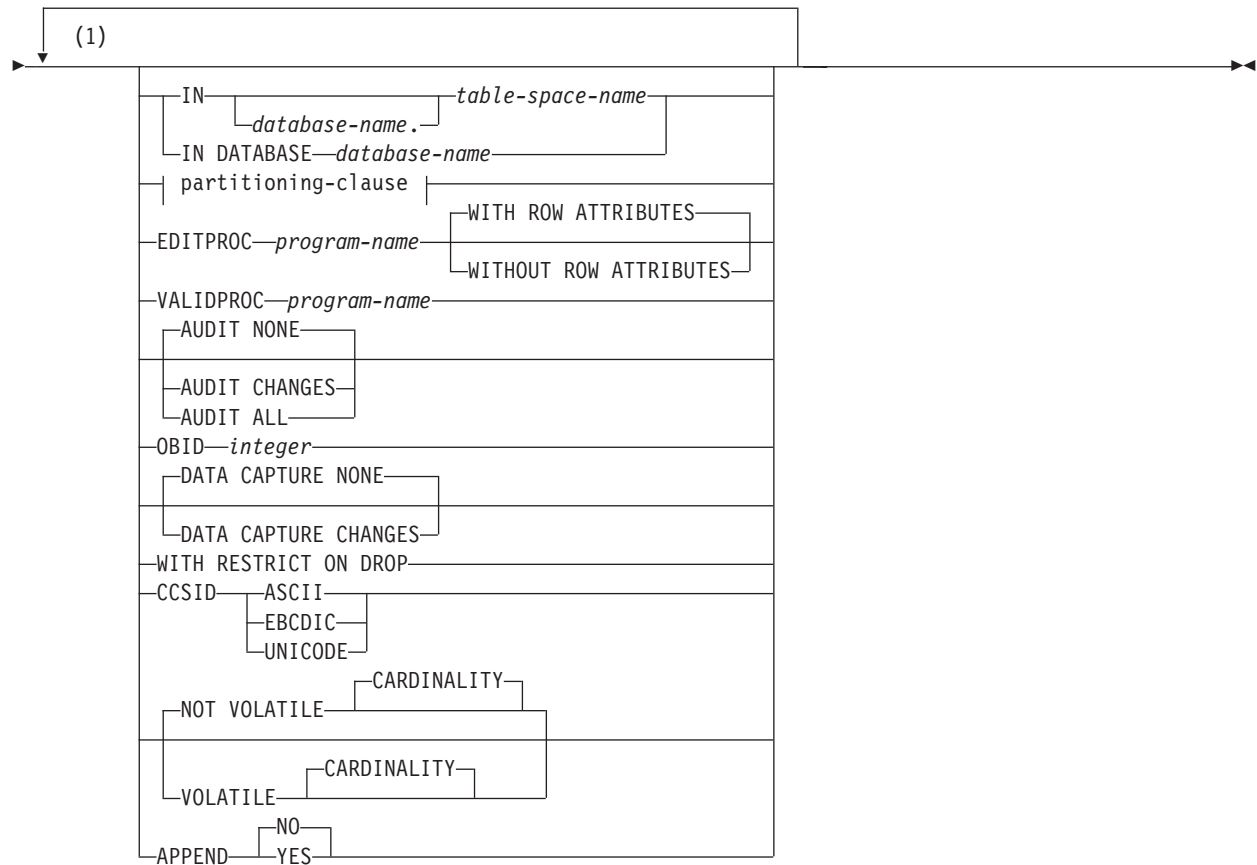 (1)
IN table-space-name
database-name.
IN DATABASE database-name
partitioning-clause
WITH ROW ATTRIBUTES
EDITPROC program-name
WITHOUT ROW ATTRIBUTES
VALIDPROC program-name
AUDIT NONE
AUDIT CHANGES
AUDIT ALL
OBID integer
DATA CAPTURE NONE
DATA CAPTURE CHANGES
WITH RESTRICT ON DROP
CCSID ASCII
EBCDIC
UNICODE
CARDINALITY
NOT VOLATILE
CARDINALITY
VOLATILE
NO
APPEND YES